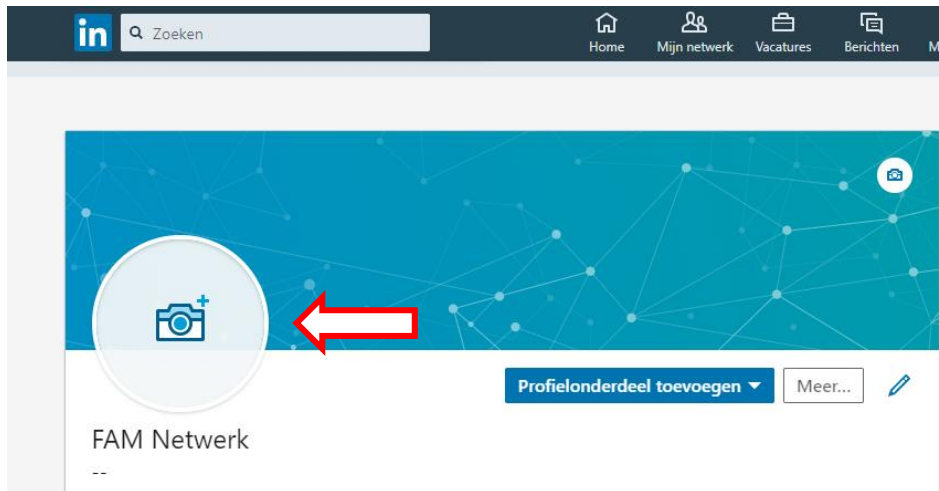 in
Zoeken
Home Mijn netwerk Vacatures Berichten M
Profielonderdeel toevoegen Meer...
FAM Netwerk
--